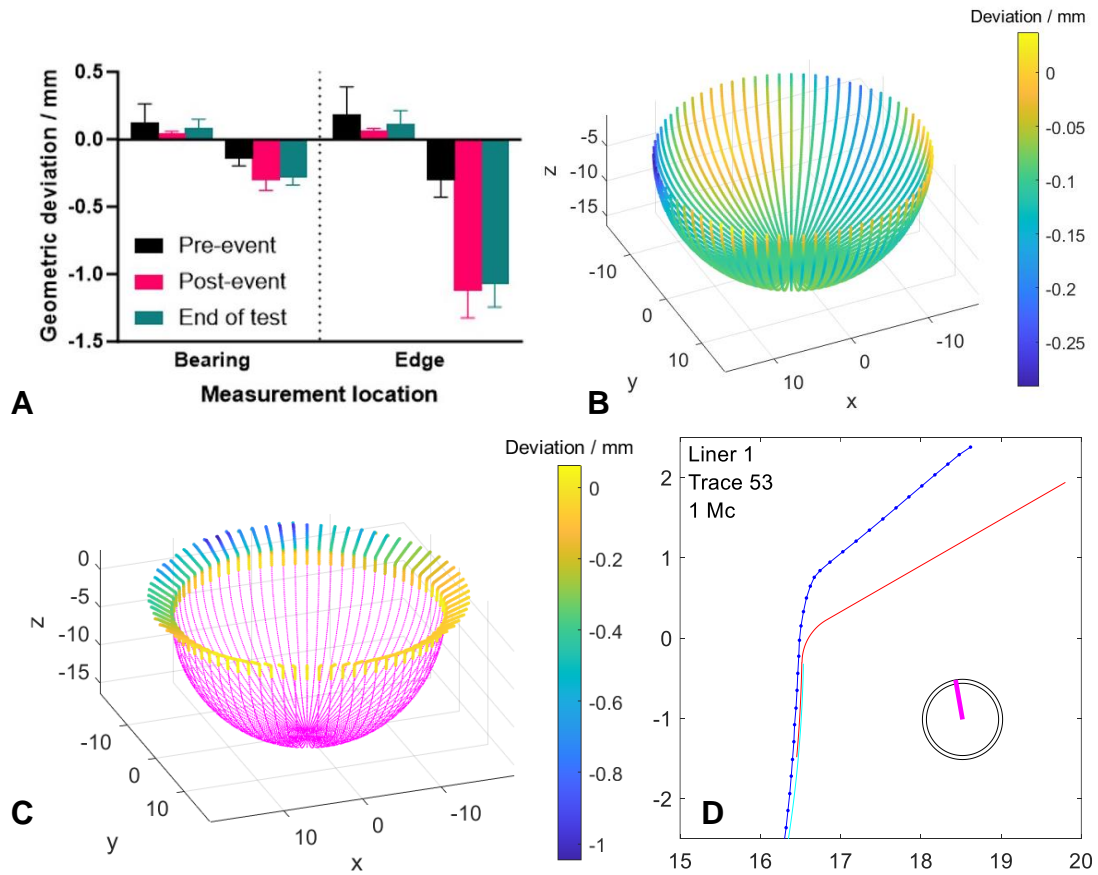 0.5
0.0
-0.5
-1.0
-1.5
Geometric deviation / mm
Pre-event
Post-event
End of test
Bearing Edge
Measurement location
A
Deviation / mm
0
-0.05
-0.1
-0.15
-0.2
-0.25
z
-5
-10
-15
-10
0
10
y
10
0
-10
x
B
Deviation / mm
0
-0.2
-0.4
-0.6
-0.8
-1
z
0
-5
-10
-15
-10
0
10
y
10
0
-10
x
C
Liner 1
Trace 53
1 Mc
2
1
0
-1
-2
15 16 17 18 19 20
D